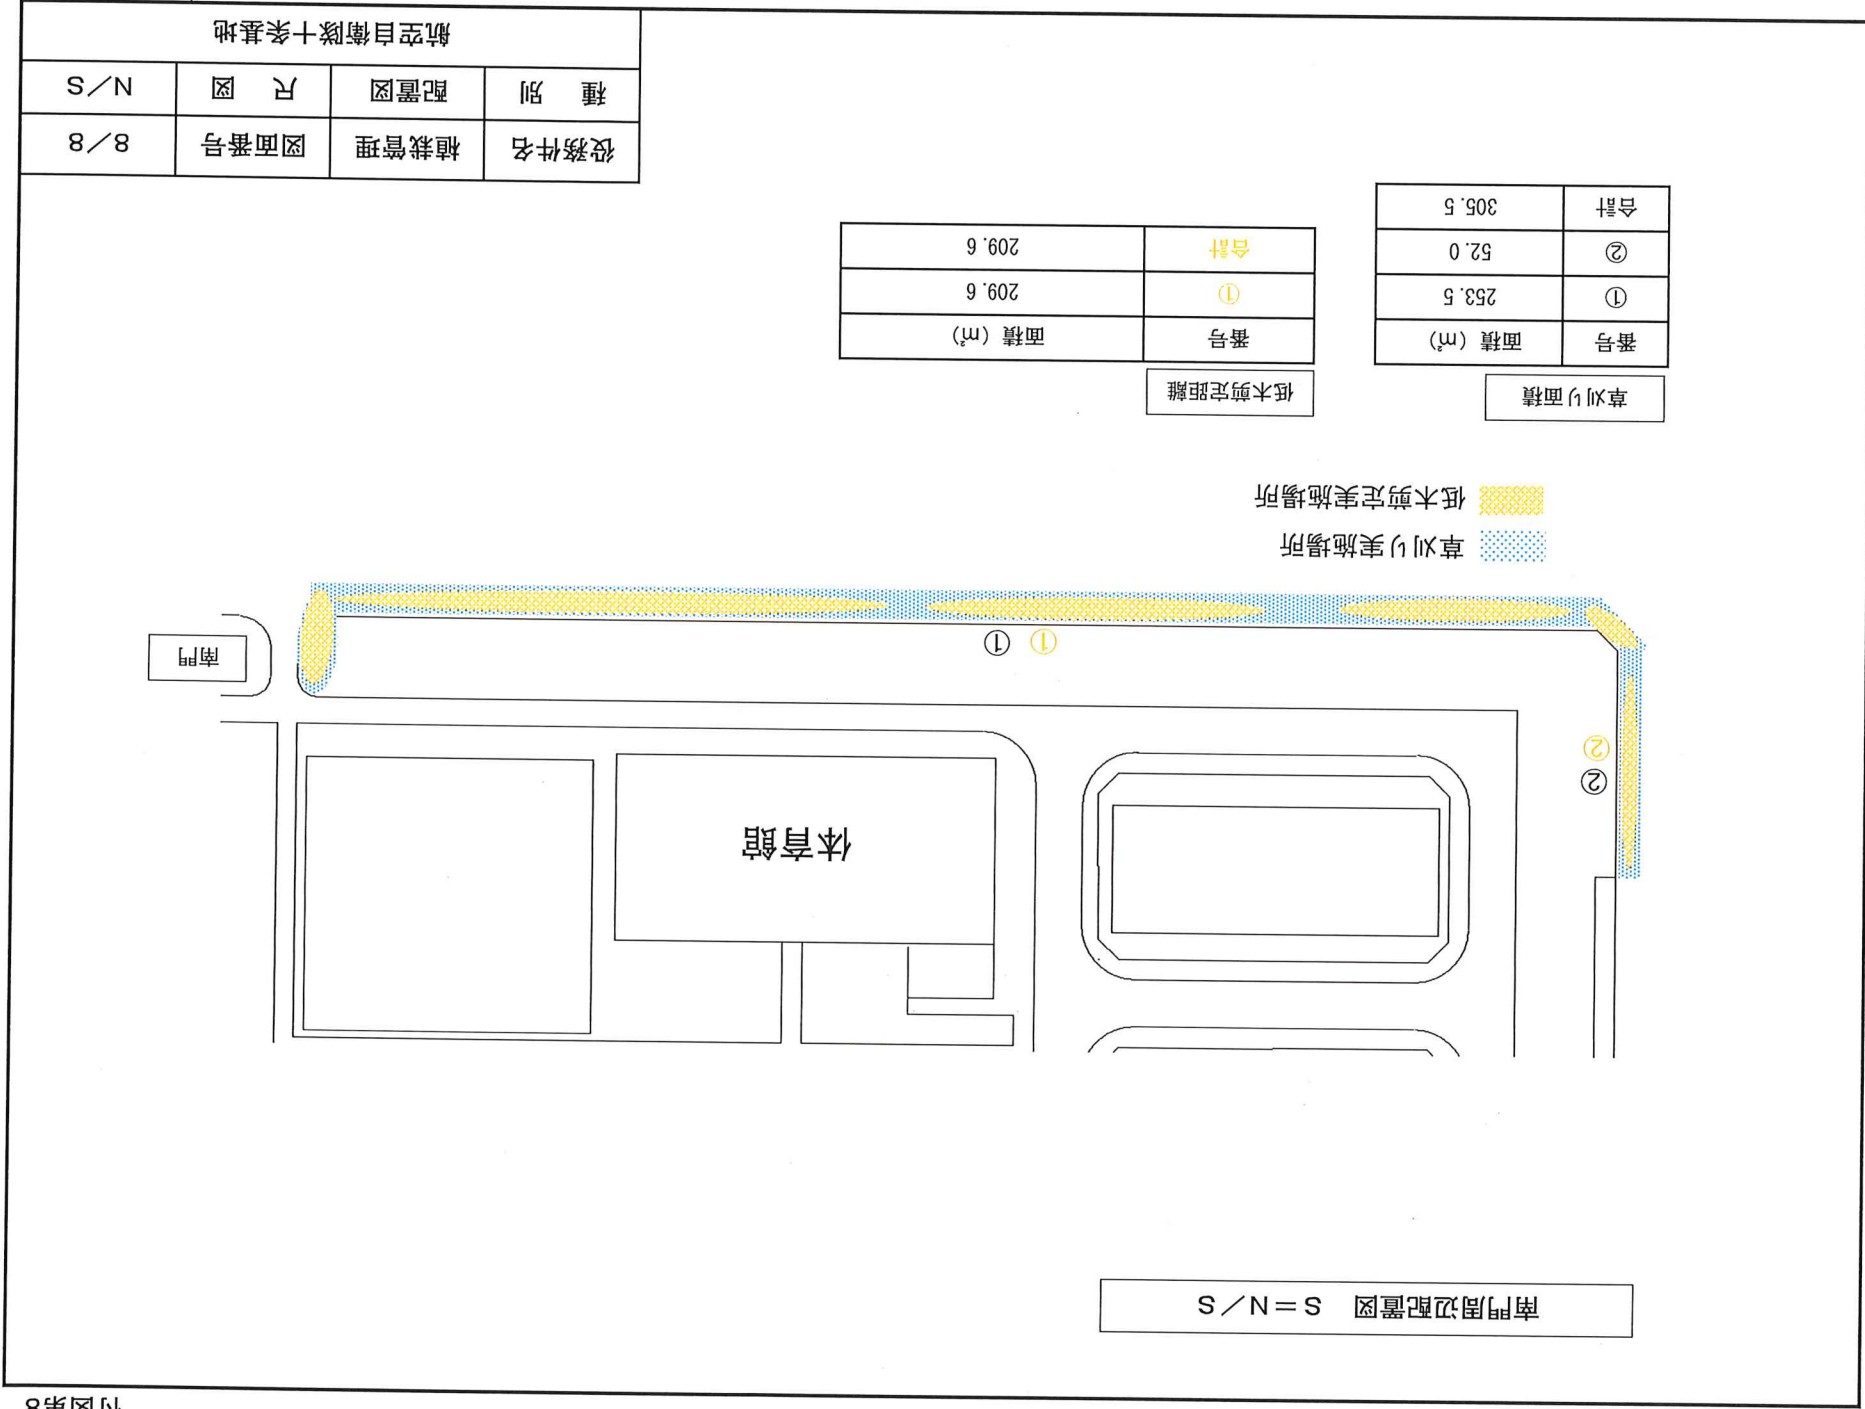 付図第8
南門周辺配置図　S＝N／S
体育館
②
②
① ①
南門
草刈り実施場所
低木剪定実施場所
草刈り面積
番号 面積（㎡）
① 253.5
② 52.0
合計 305.5
低木剪定距離
番号 面積（㎡）
① 209.6
合計 209.6
役務件名 植栽管理 図面番号 8／8
種　別 配置図 尺　図 N／S
航空自衛隊十条基地